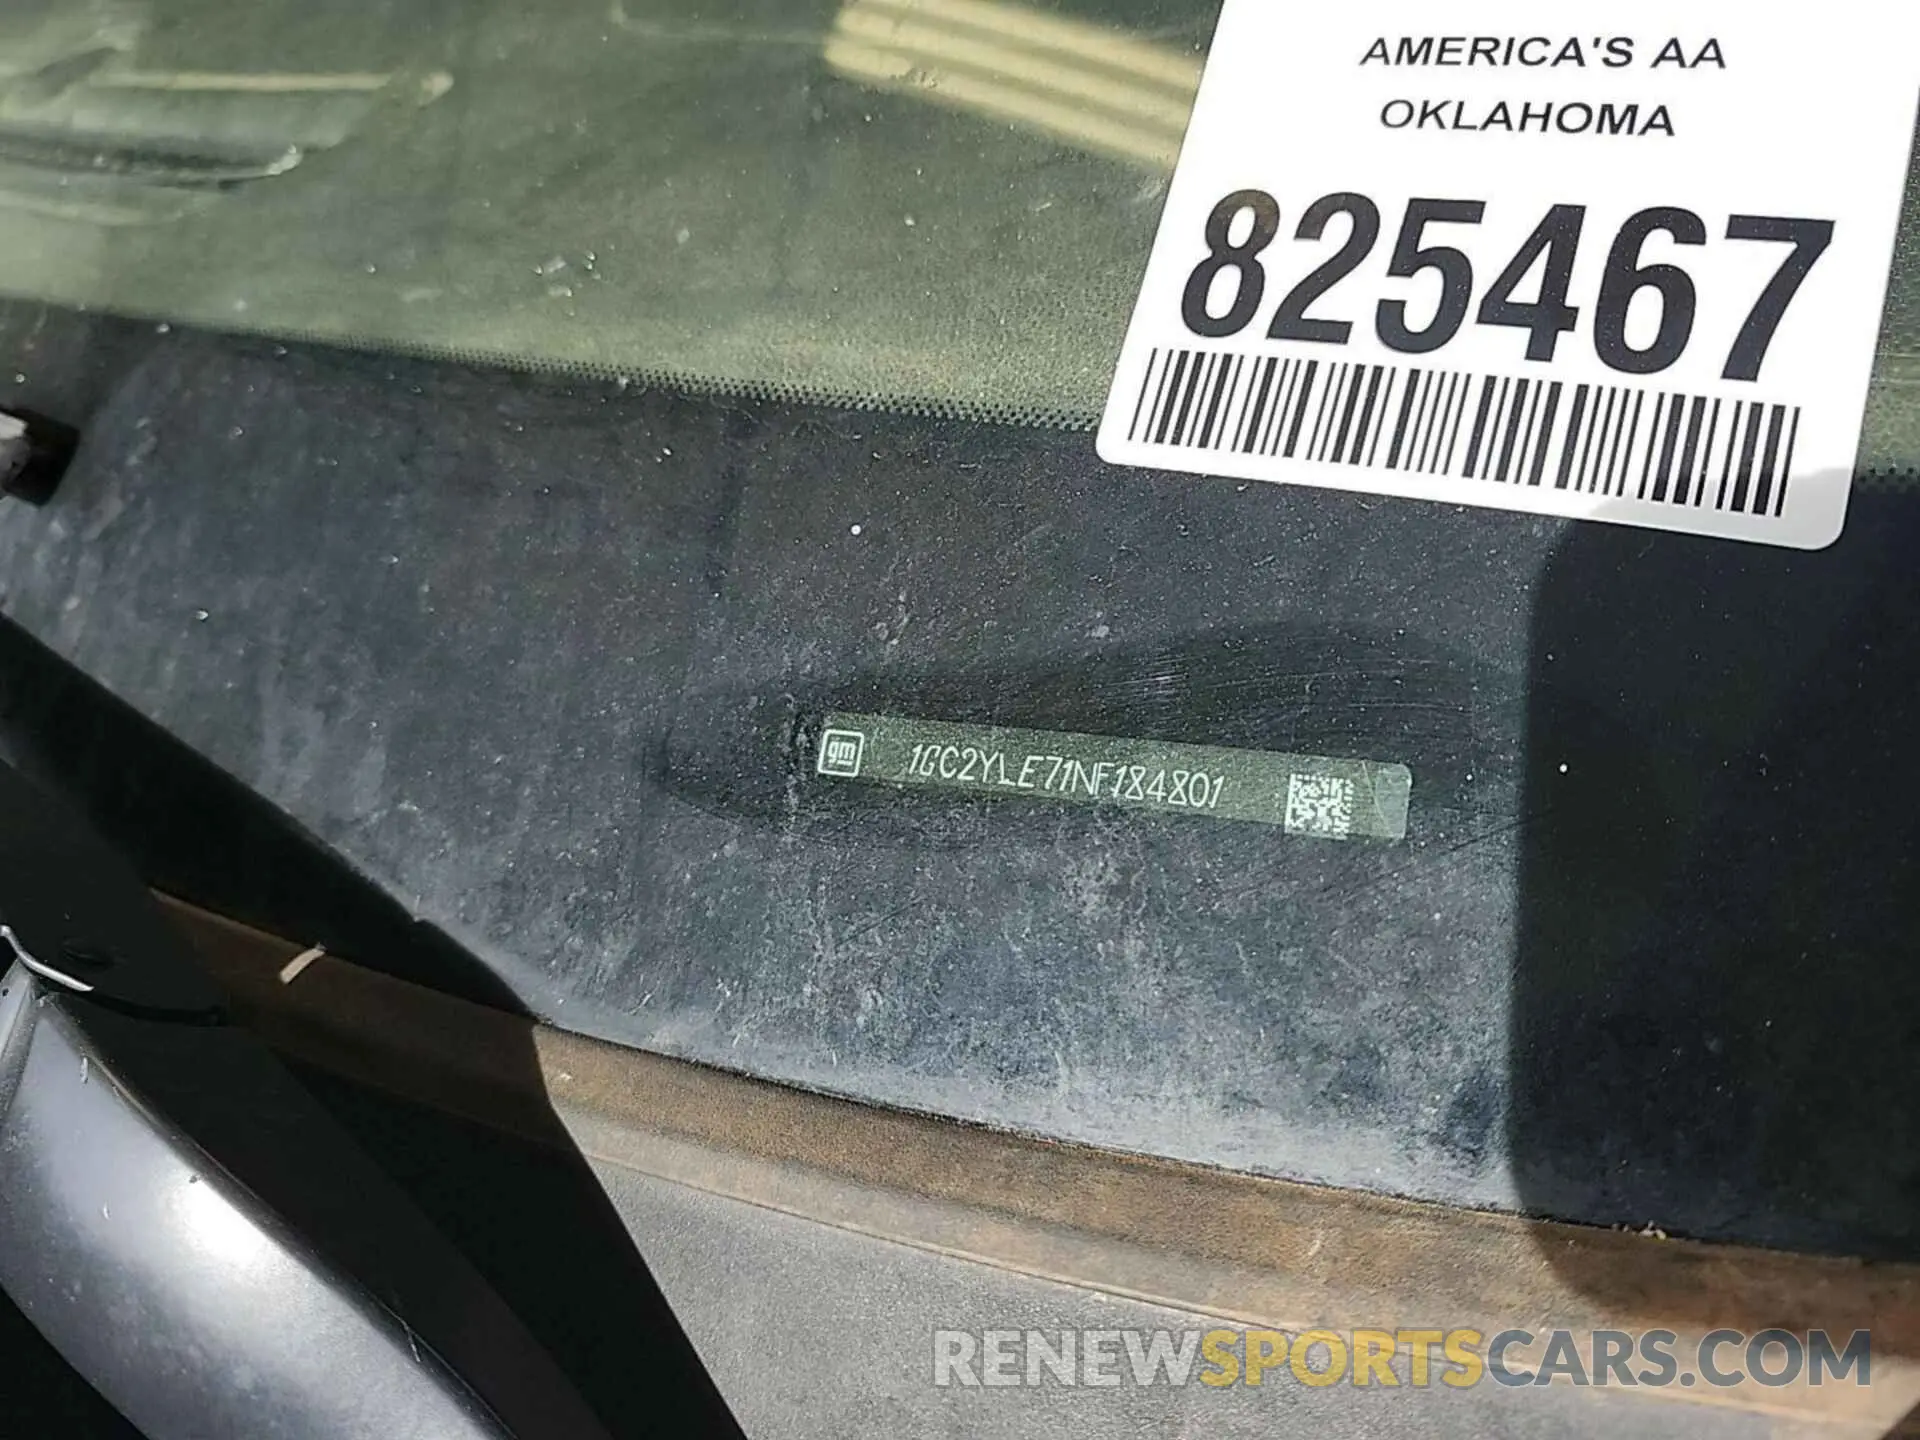 AMERICA'S AA
OKLAHOMA
825467
gm 1GC2YLE71NF184801
RENEWSPORTSCARS.COM